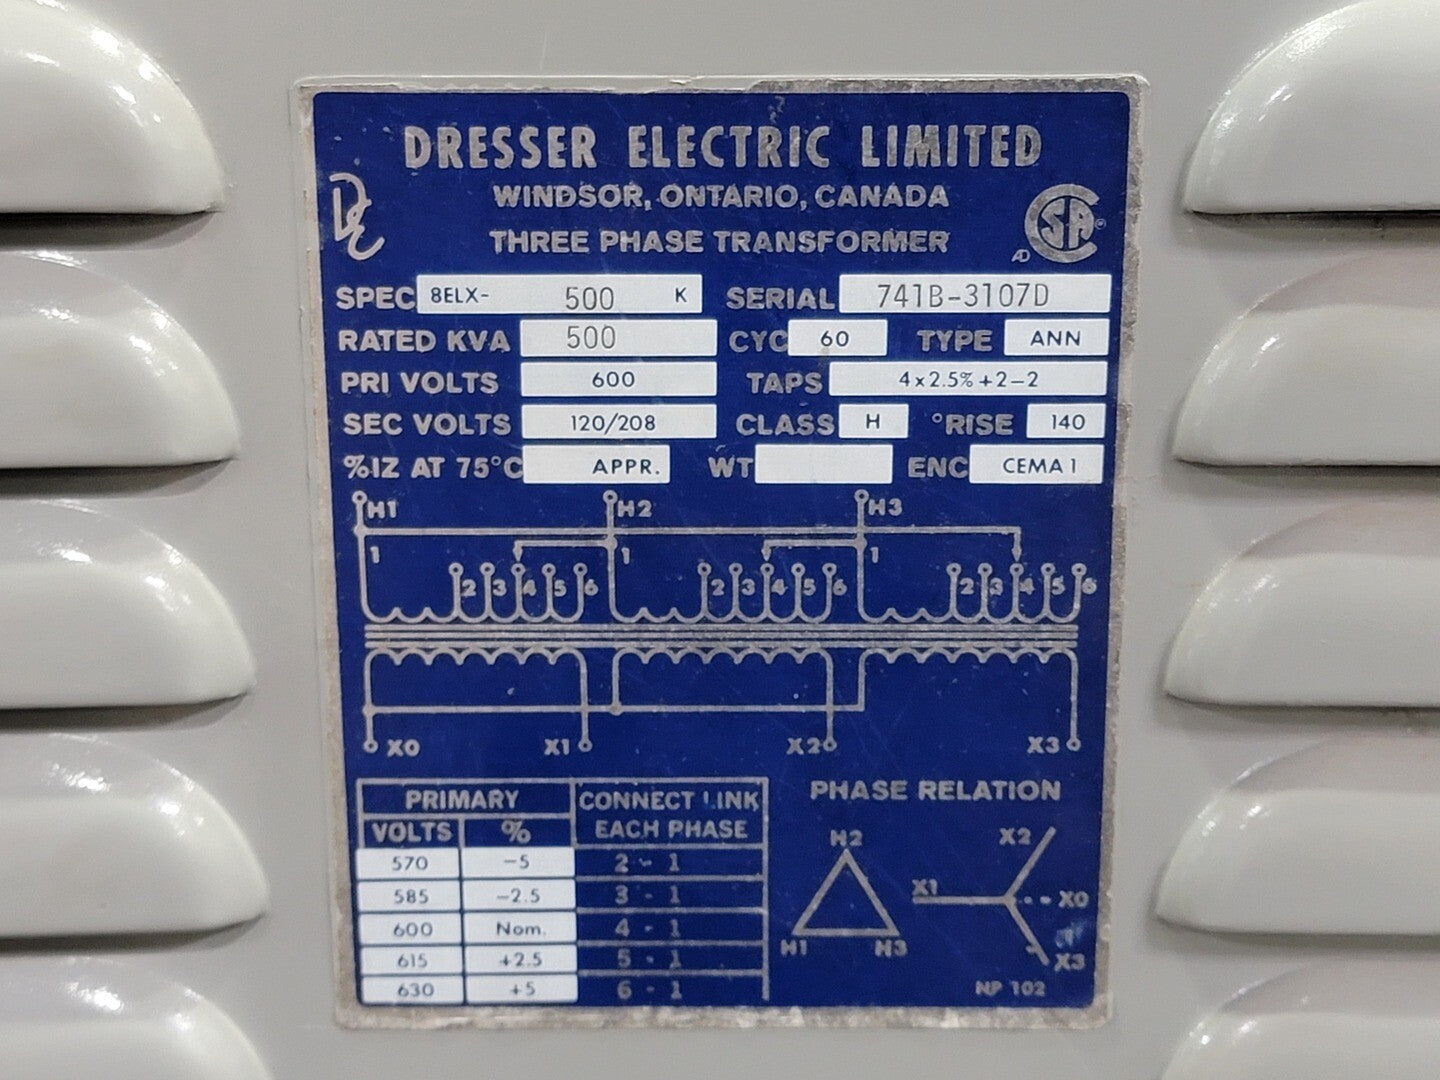 DRESSER ELECTRIC LIMITED
WINDSOR, ONTARIO, CANADA
THREE PHASE TRANSFORMER
DE
CSA
AD
SPEC 8ELX- 500 K SERIAL 741B-3107D
RATED KVA 500 CYC 60 TYPE ANN
PRI VOLTS 600 TAPS 4x2.5% +2-2
SEC VOLTS 120/208 CLASS H °RISE 140
%IZ AT 75°C APPR. WT ENC CEMA 1
H1 H2 H3
1 1 1
2 3 4 5 6 2 3 4 5 6 2 3 4 5 6
X0 X1 X2 X3
PRIMARY CONNECT LINK
VOLTS % EACH PHASE
570 -5 2 - 1
585 -2.5 3 - 1
600 Nom. 4 - 1
615 +2.5 5 - 1
630 +5 6 - 1
PHASE RELATION
H2 X2
X1 X0
H1 H3 X3
NP 102